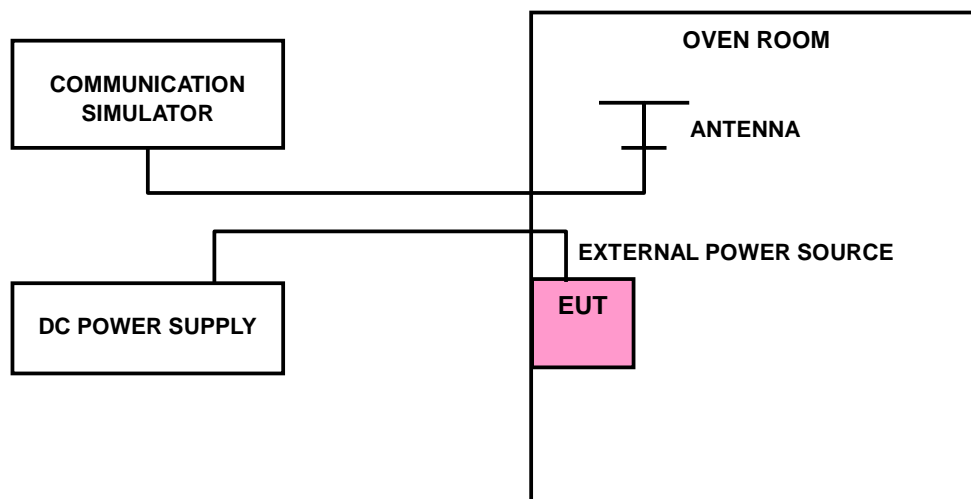 OVEN ROOM
COMMUNICATION
SIMULATOR
ANTENNA
EXTERNAL POWER SOURCE
EUT
DC POWER SUPPLY